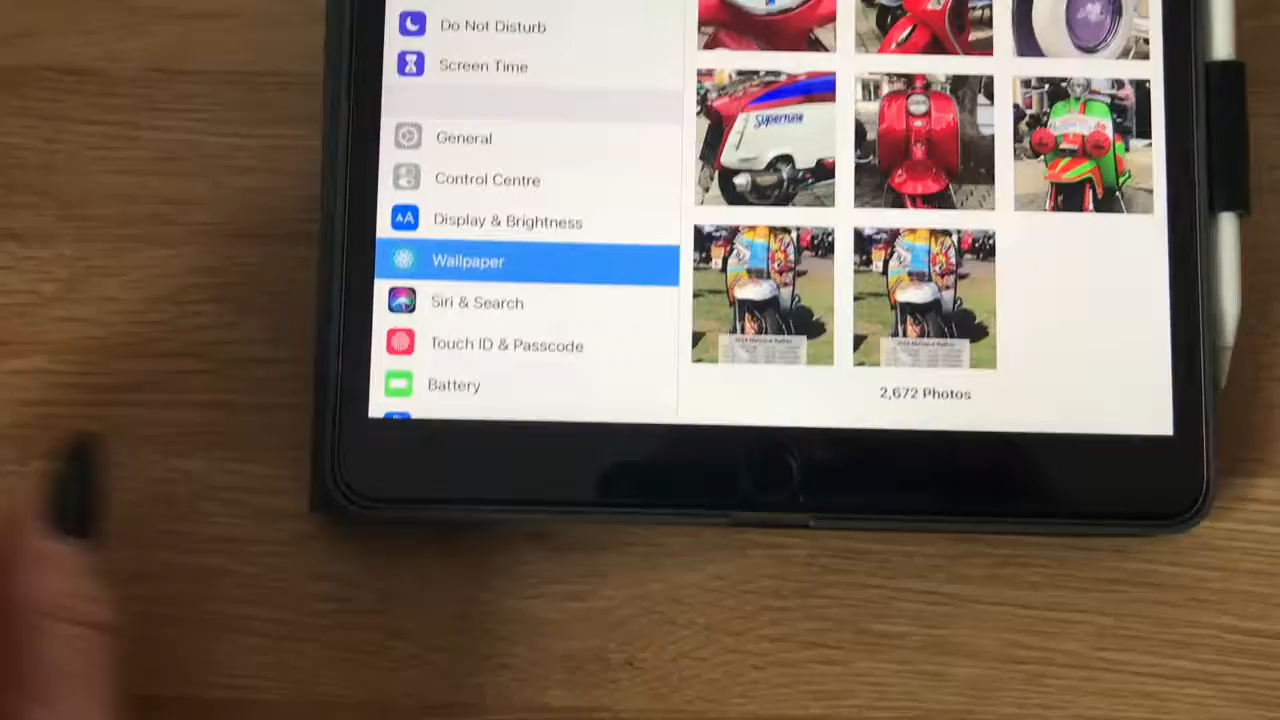 Do Not Disturb
Screen Time
General
Control Centre
Display & Brightness
AA
Wallpaper
Siri & Search
Touch ID & Passcode
Battery
Supertune
2,672 Photos